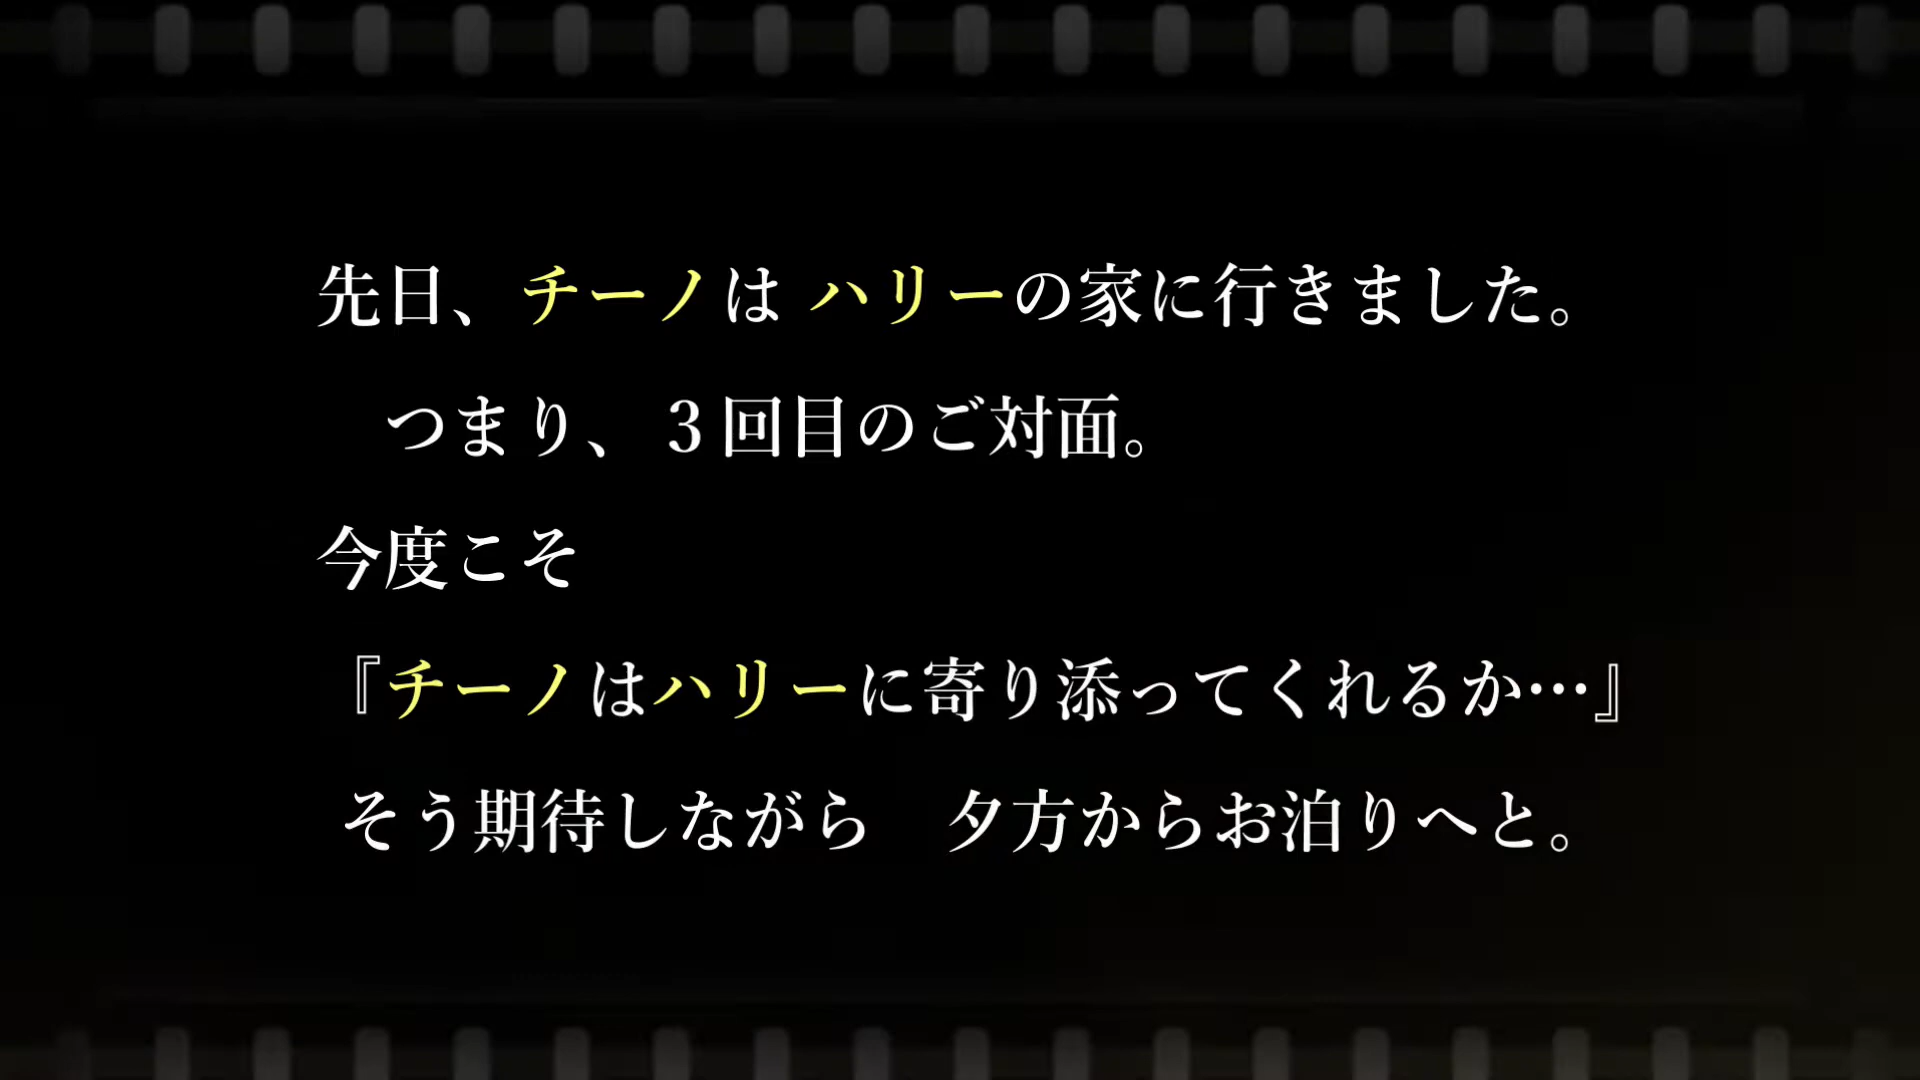 先日、チーノは ハリーの家に行きました。
つまり、３回目のご対面。
今度こそ
『チーノはハリーに寄り添ってくれるか…』
そう期待しながら　夕方からお泊りへと。